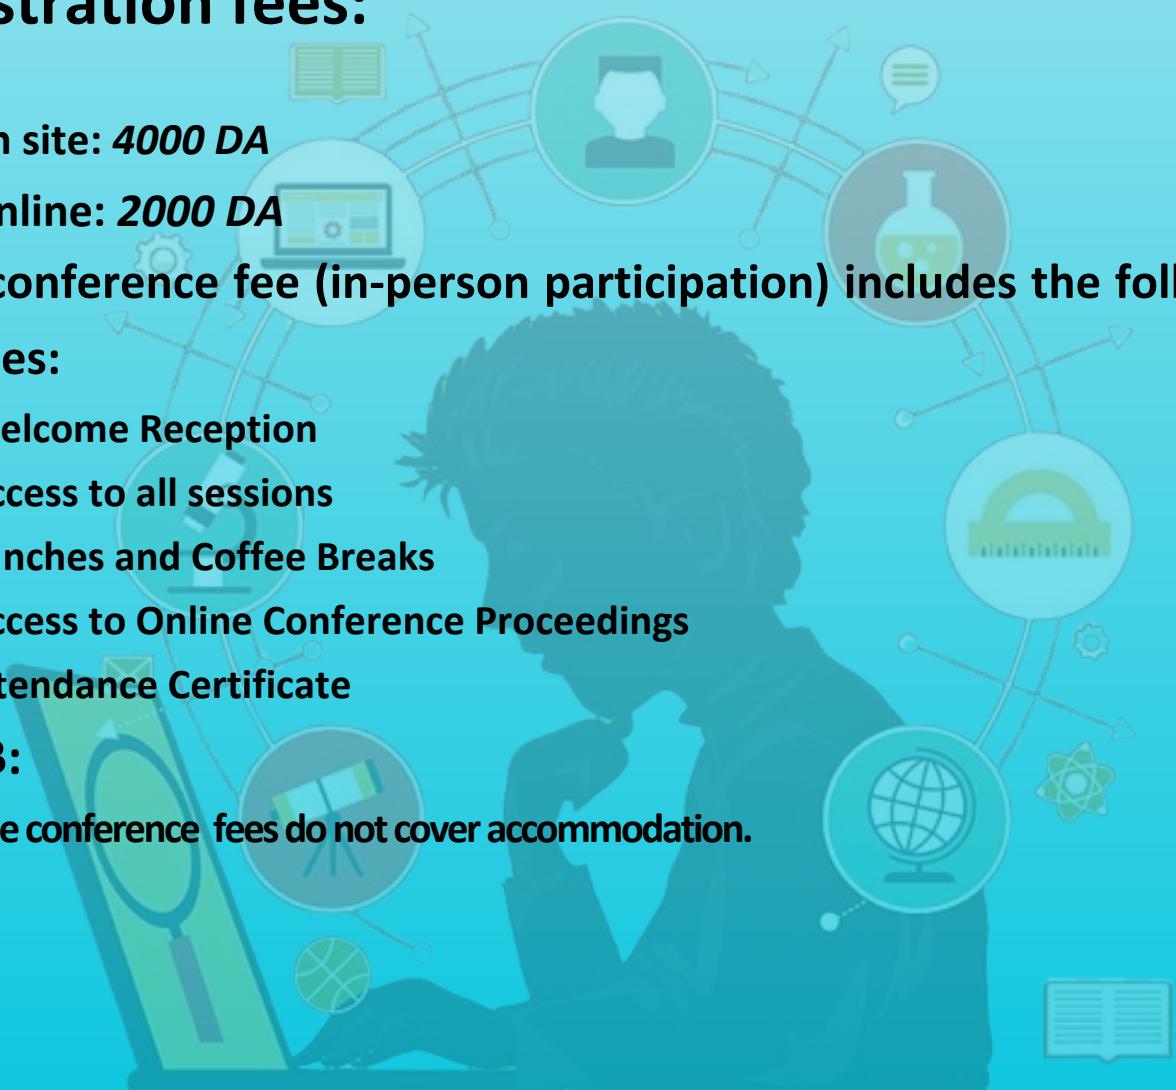 stration fees:
n site: 4000 DA
nline: 2000 DA
conference fee (in-person participation) includes the foll
es:
elcome Reception
ccess to all sessions
nches and Coffee Breaks
ccess to Online Conference Proceedings
ttendance Certificate
B:
e conference fees do not cover accommodation.